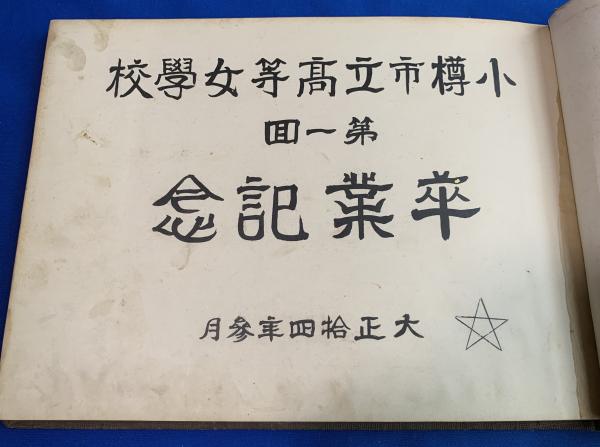 小樽市立高等女學校
第一回
卒業記念
大正拾四年參月